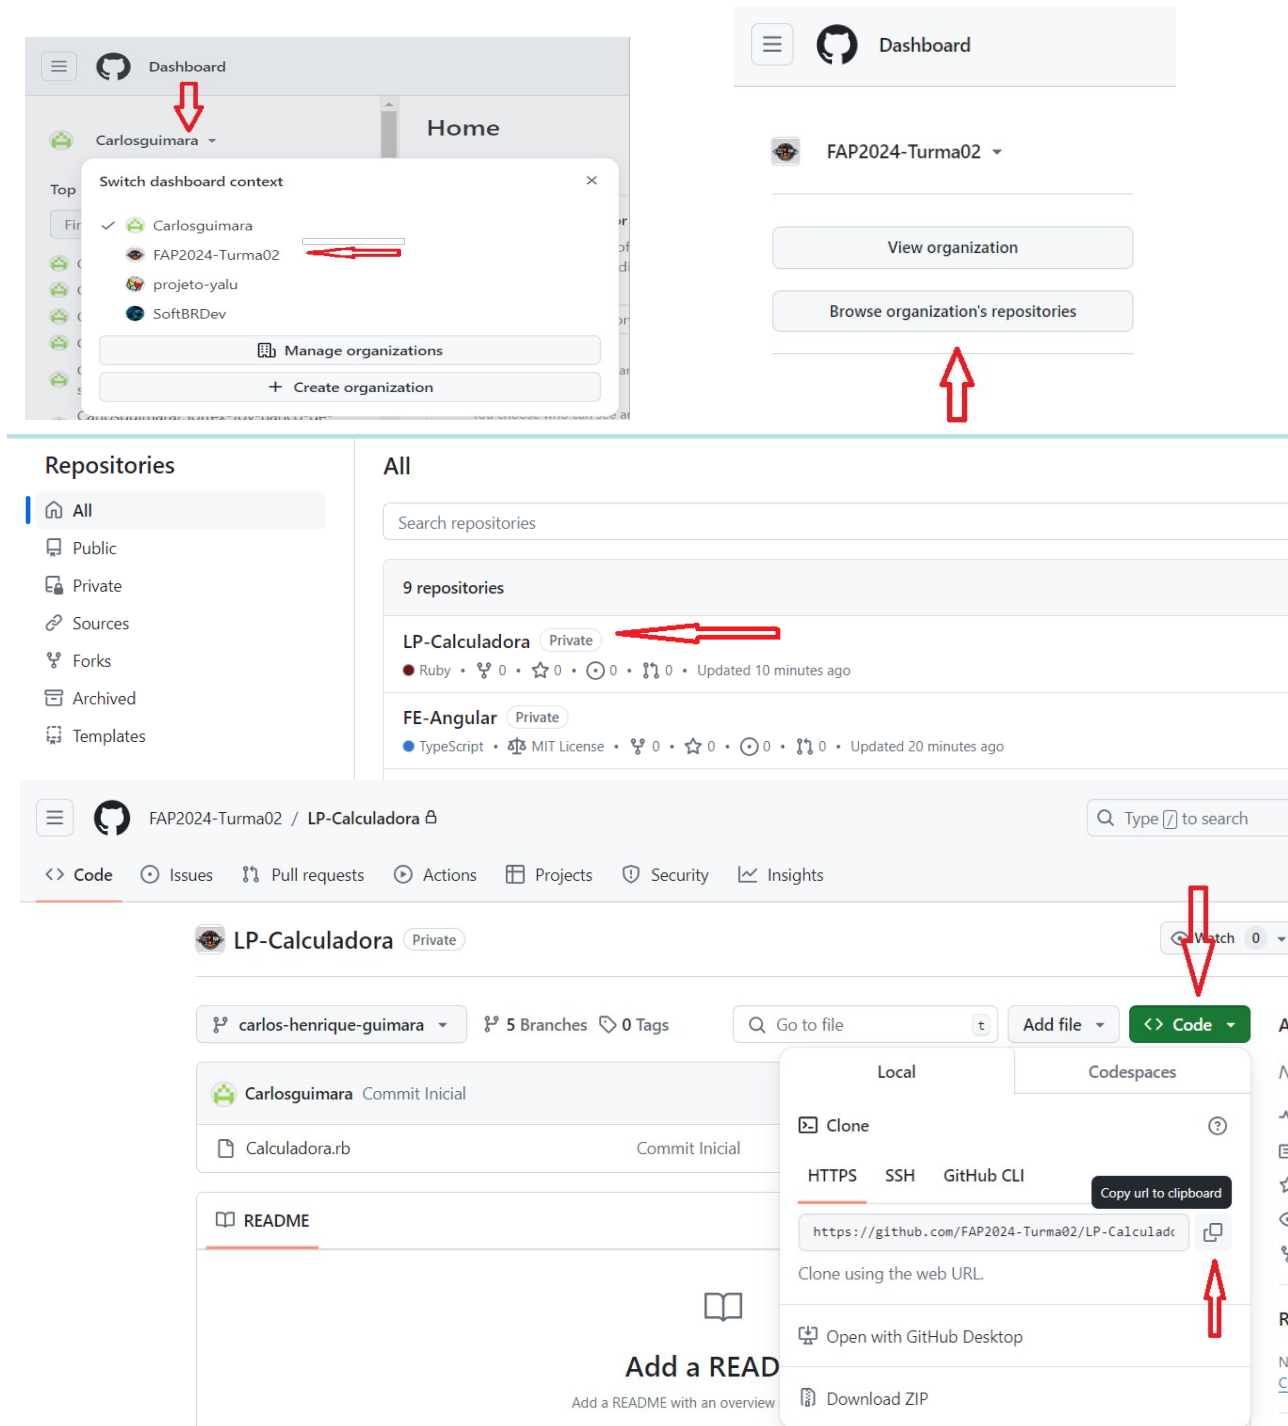 Dashboard
Carlosguimara
Home
Top
Switch dashboard context
Carlosguimara
FAP2024-Turma02
projeto-yalu
SoftBRDev
Manage organizations
Create organization
Dashboard
FAP2024-Turma02
View organization
Browse organization's repositories
Repositories
All
Public
Private
Sources
Forks
Archived
Templates
All
Search repositories
9 repositories
LP-Calculadora Private
Ruby • 0 • 0 • 0 • 0 • Updated 10 minutes ago
FE-Angular Private
TypeScript • MIT License • 0 • 0 • 0 • 0 • Updated 20 minutes ago
FAP2024-Turma02 / LP-Calculadora
Type / to search
Code Issues Pull requests Actions Projects Security Insights
LP-Calculadora Private
Watch 0
carlos-henrique-guimara 5 Branches 0 Tags
Go to file t
Add file
Code
Carlosguimara Commit Inicial
Calculadora.rb Commit Inicial
README
Add a READ
Add a README with an overview
Local Codespaces
Clone
HTTPS SSH GitHub CLI
Copy url to clipboard
https://github.com/FAP2024-Turma02/LP-Calculado
Clone using the web URL.
Open with GitHub Desktop
Download ZIP